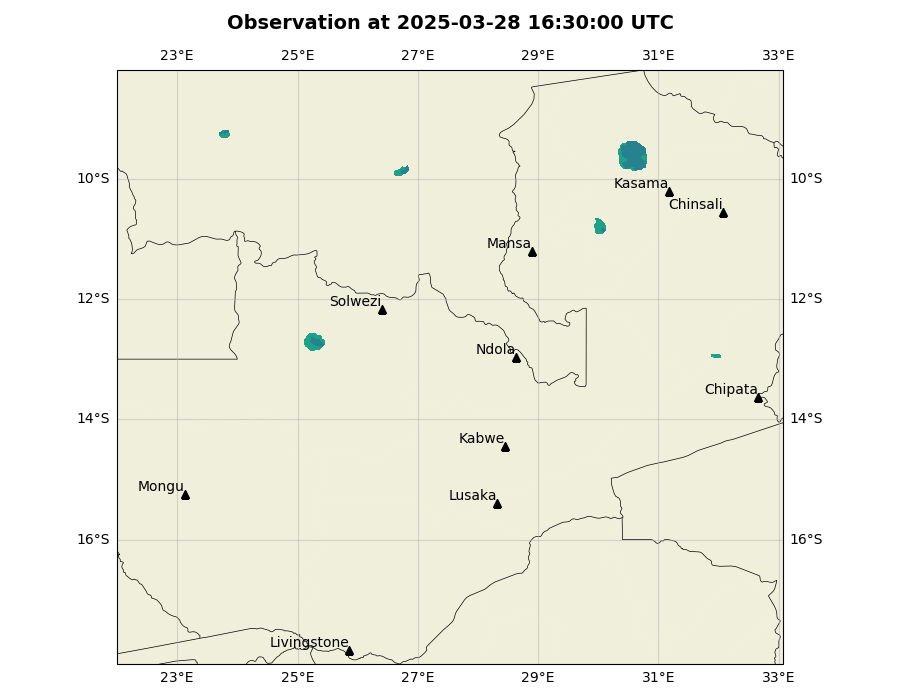 Observation at 2025-03-28 16:30:00 UTC
23°E 25°E 27°E 29°E 31°E 33°E
10°S 10°S
Kasama
Chinsali
Mansa
12°S 12°S
Solwezi
Ndola
Chipata
14°S 14°S
Kabwe
Mongu
Lusaka
16°S 16°S
Livingstone
23°E 25°E 27°E 29°E 31°E 33°E